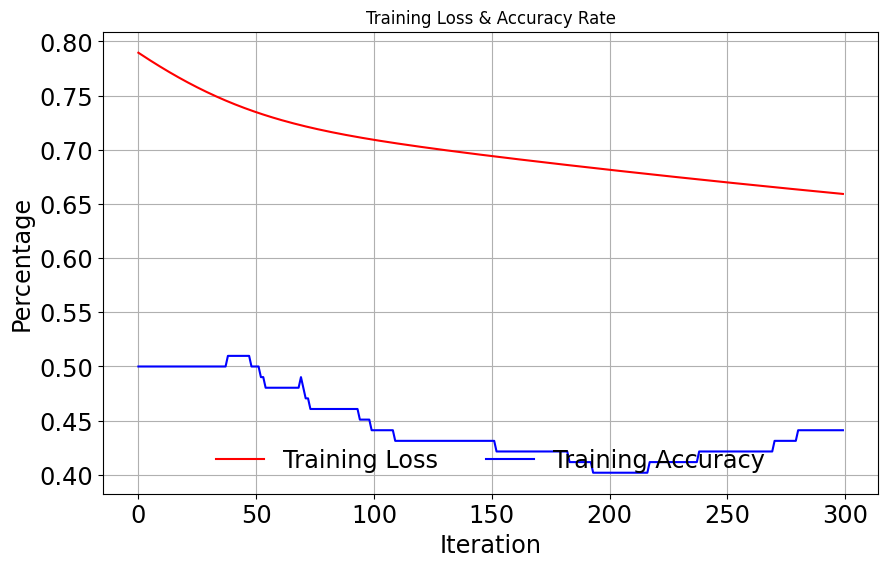 Training Loss & Accuracy Rate
0.80
0.75
0.70
0.65
0.60
0.55
0.50
0.45
0.40
Percentage
Training Loss Training Accuracy
0 50 100 150 200 250 300
Iteration